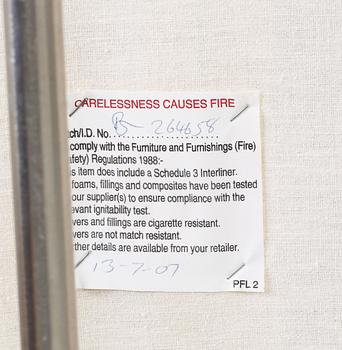 CARELESSNESS CAUSES FIRE
tch/I.D. No. B-264658
comply with the Furniture and Furnishings (Fire)
afety) Regulations 1988:-
is item does include a Schedule 3 Interliner.
foams, fillings and composites have been tested
our supplier(s) to ensure compliance with the
evant ignitability test.
vers and fillings are cigarette resistant.
vers are not match resistant.
rther details are available from your retailer.
13-7-07
PFL 2